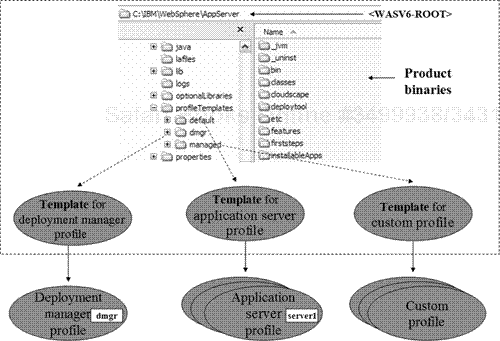 C:\IBM\WebSphere\AppServer
<WASV6-ROOT>
Name
java
lafiles
lib
logs
optionalLibraries
profileTemplates
default
dmgr
managed
properties
_jvm
_uninst
bin
classes
cloudscape
deploytool
etc
features
firststeps
installableApps
Product
binaries
Template for
deployment manager
profile
Template for
application server
profile
Template for
custom profile
Deployment
manager
profile
dmgr
Application
server
profile
server1
Custom
profile